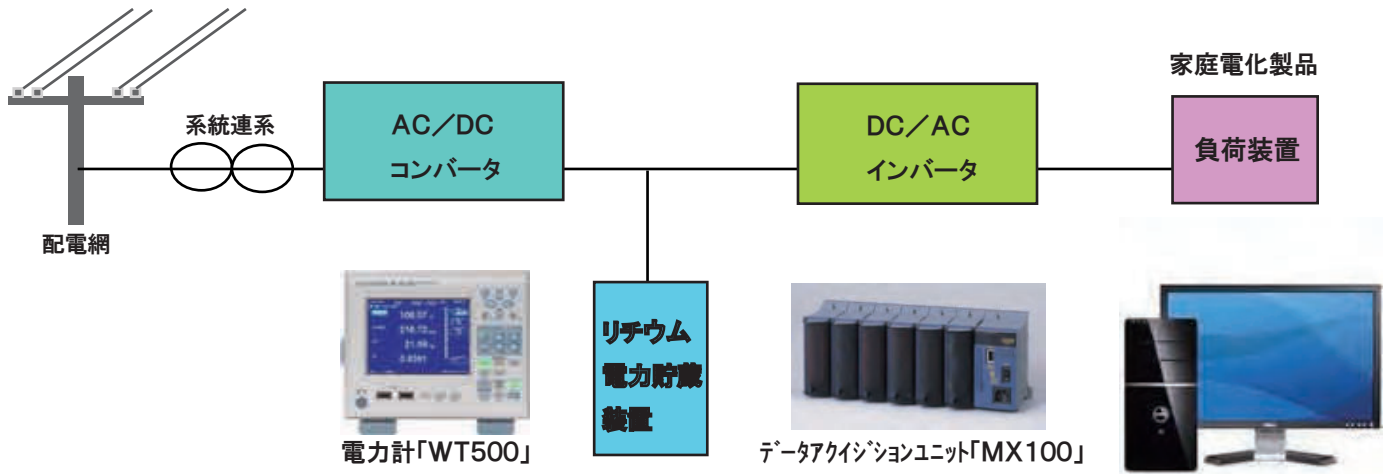 家庭電化製品
系統連系
AC／DC
コンバータ
DC／AC
インバータ
負荷装置
配電網
リチウム
電力貯蔵
装置
電力計「WT500」
ﾃﾞｰﾀｱｸｲｼﾞｼｮﾝﾕﾆｯﾄ「MX100」